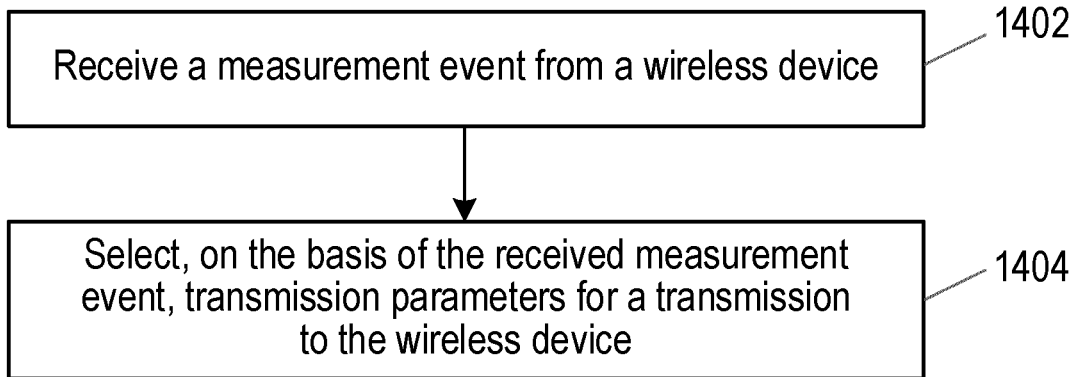 Receive a measurement event from a wireless device
1402
Select, on the basis of the received measurement
event, transmission parameters for a transmission
to the wireless device
1404